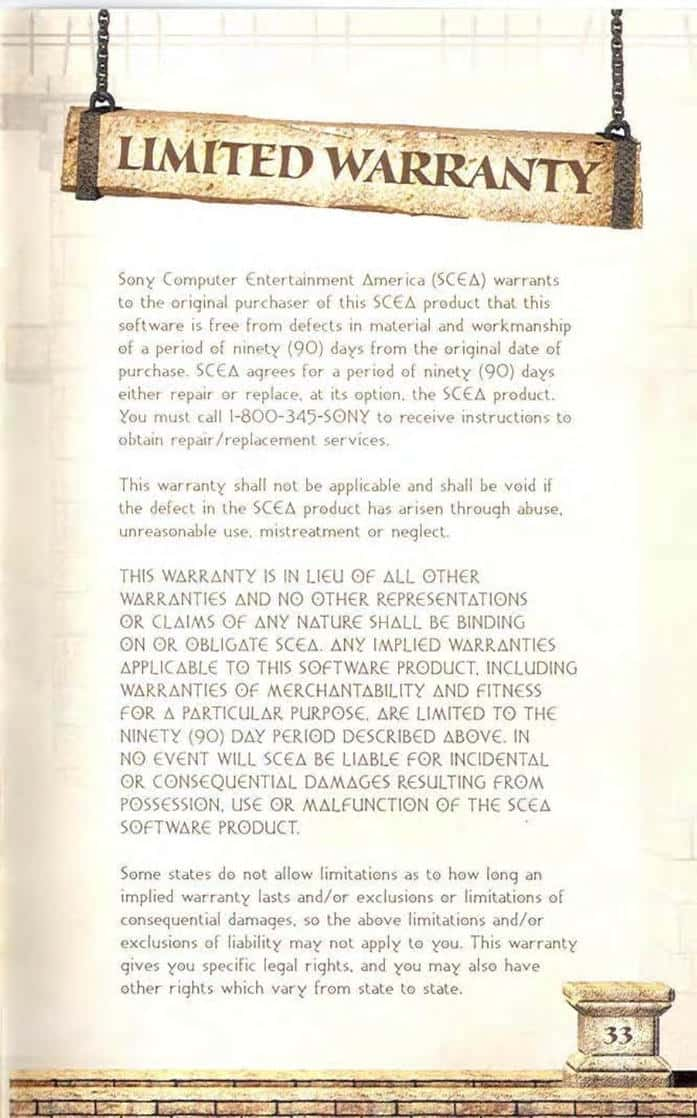 LIMITED WARRANTY
Sony Computer Entertainment America (SCEA) warrants
to the original purchaser of this SCEA product that this
software is free from defects in material and workmanship
of a period of ninety (90) days from the original date of
purchase. SCEA agrees for a period of ninety (90) days
either repair or replace, at its option, the SCEA product.
You must call 1-800-345-SONY to receive instructions to
obtain repair/replacement services.
This warranty shall not be applicable and shall be void if
the defect in the SCEA product has arisen through abuse,
unreasonable use, mistreatment or neglect.
THIS WARRANTY IS IN LIEU OF ALL OTHER
WARRANTIES AND NO OTHER REPRESENTATIONS
OR CLAIMS OF ANY NATURE SHALL BE BINDING
ON OR OBLIGATE SCEA. ANY IMPLIED WARRANTIES
APPLICABLE TO THIS SOFTWARE PRODUCT, INCLUDING
WARRANTIES OF MERCHANTABILITY AND FITNESS
FOR A PARTICULAR PURPOSE, ARE LIMITED TO THE
NINETY (90) DAY PERIOD DESCRIBED ABOVE. IN
NO EVENT WILL SCEA BE LIABLE FOR INCIDENTAL
OR CONSEQUENTIAL DAMAGES RESULTING FROM
POSSESSION, USE OR MALFUNCTION OF THE SCEA
SOFTWARE PRODUCT.
Some states do not allow limitations as to how long an
implied warranty lasts and/or exclusions or limitations of
consequential damages, so the above limitations and/or
exclusions of liability may not apply to you. This warranty
gives you specific legal rights, and you may also have
other rights which vary from state to state.
33